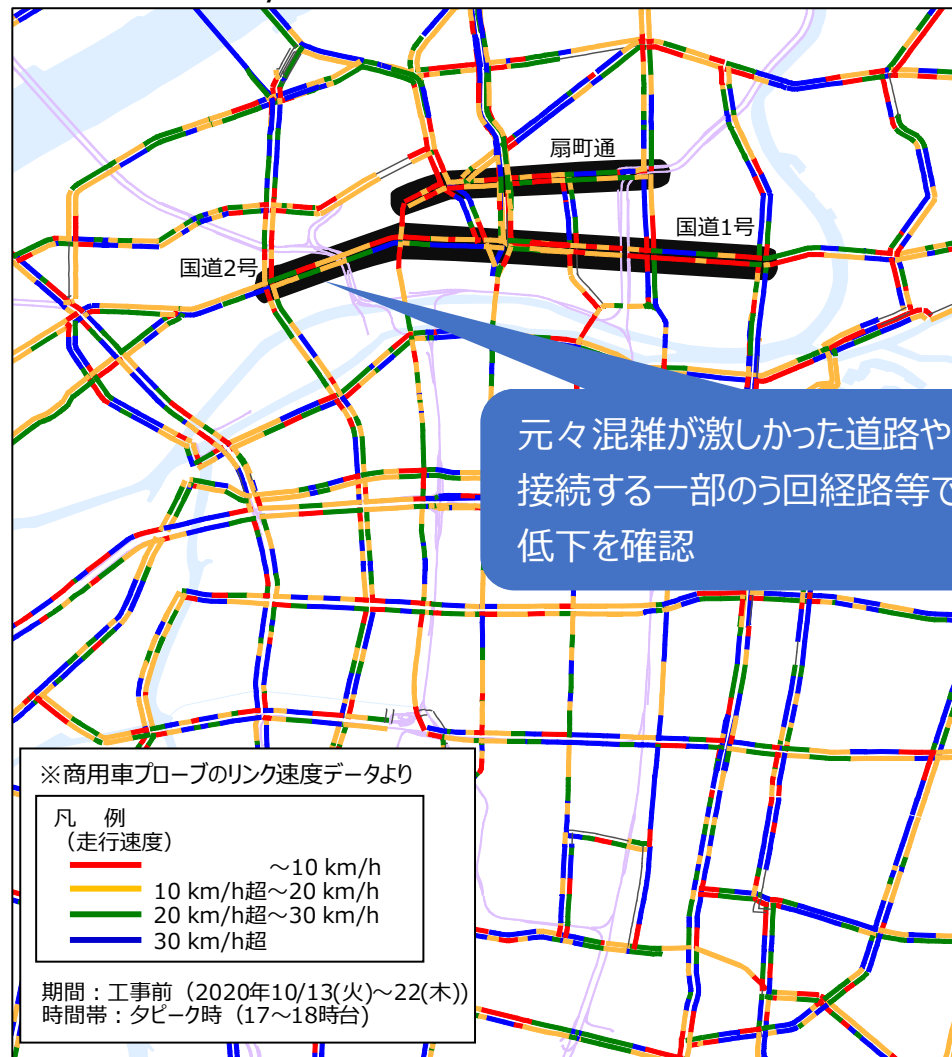 扇町通
国道1号
国道2号
元々混雑が激しかった道路や
接続する一部のう回経路等で
低下を確認
※商用車プローブのリンク速度データより
凡 例
(走行速度)
～10 km/h
10 km/h超～20 km/h
20 km/h超～30 km/h
30 km/h超
期間：工事前（2020年10/13(火)～22(木)）
時間帯：夕ピーク時（17～18時台)